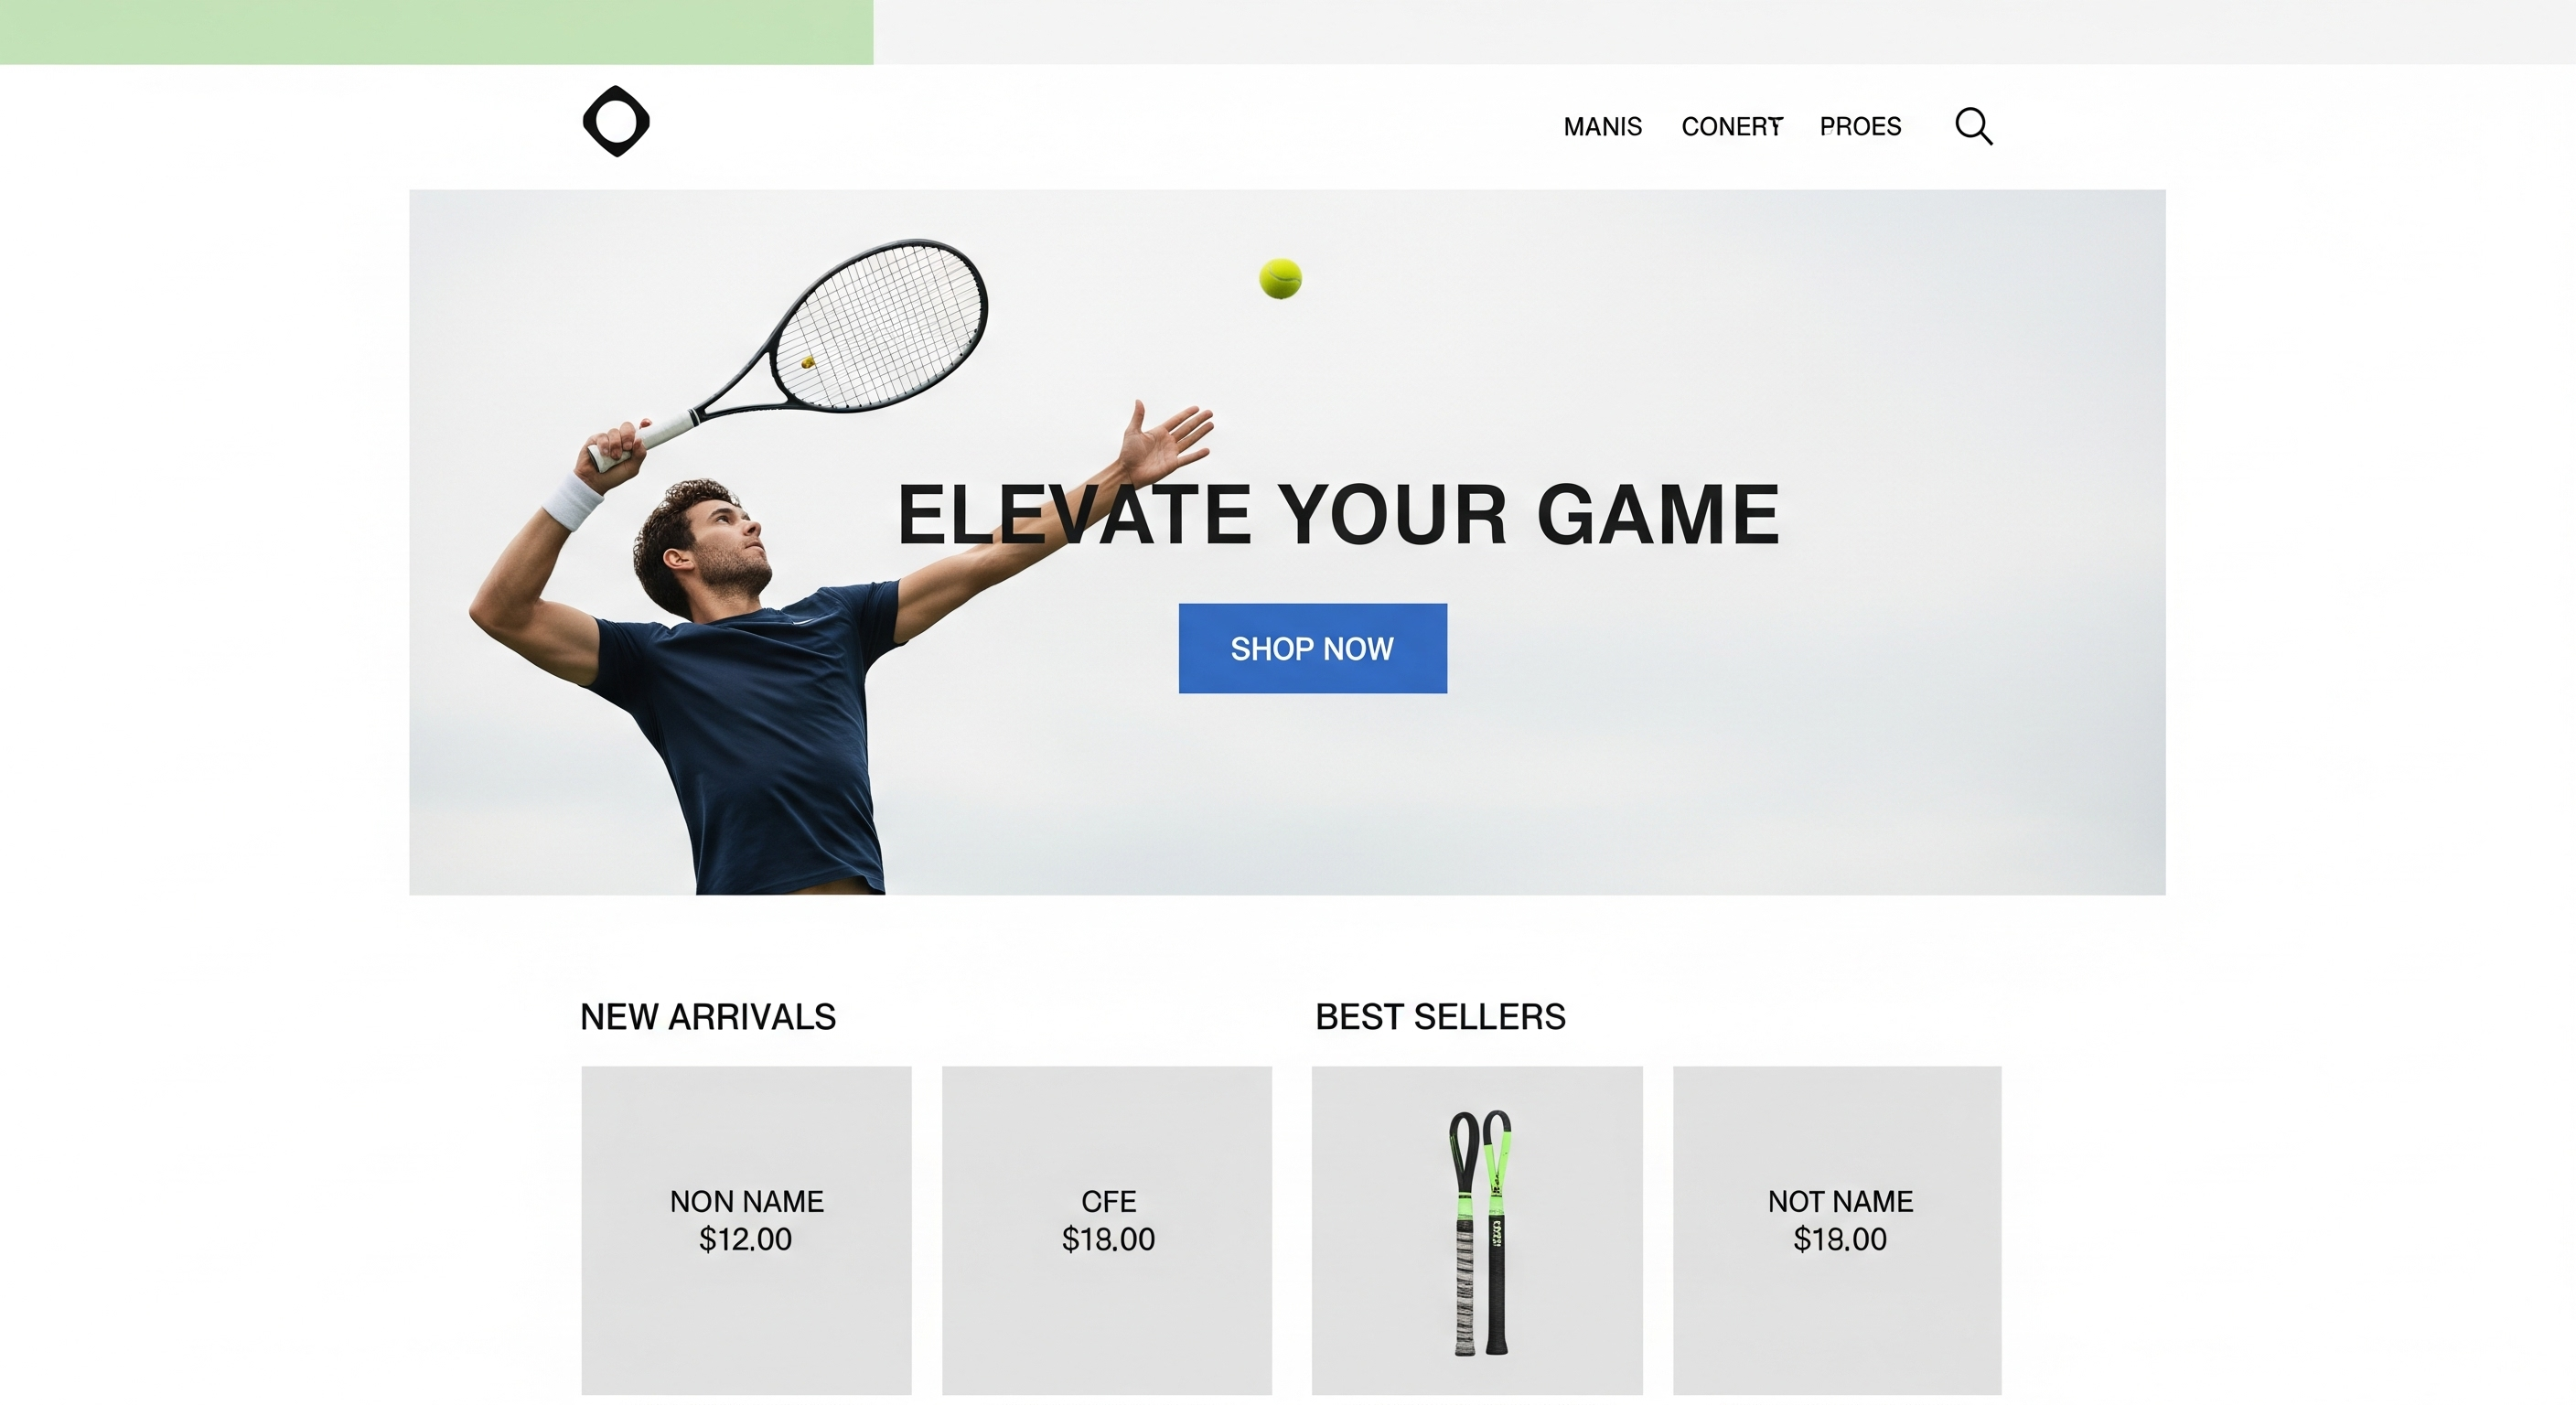 MANIS CONERT PROES
ELEVATE YOUR GAME
SHOP NOW
NEW ARRIVALS
BEST SELLERS
NON NAME
$12.00
CFE
$18.00
NOT NAME
$18.00